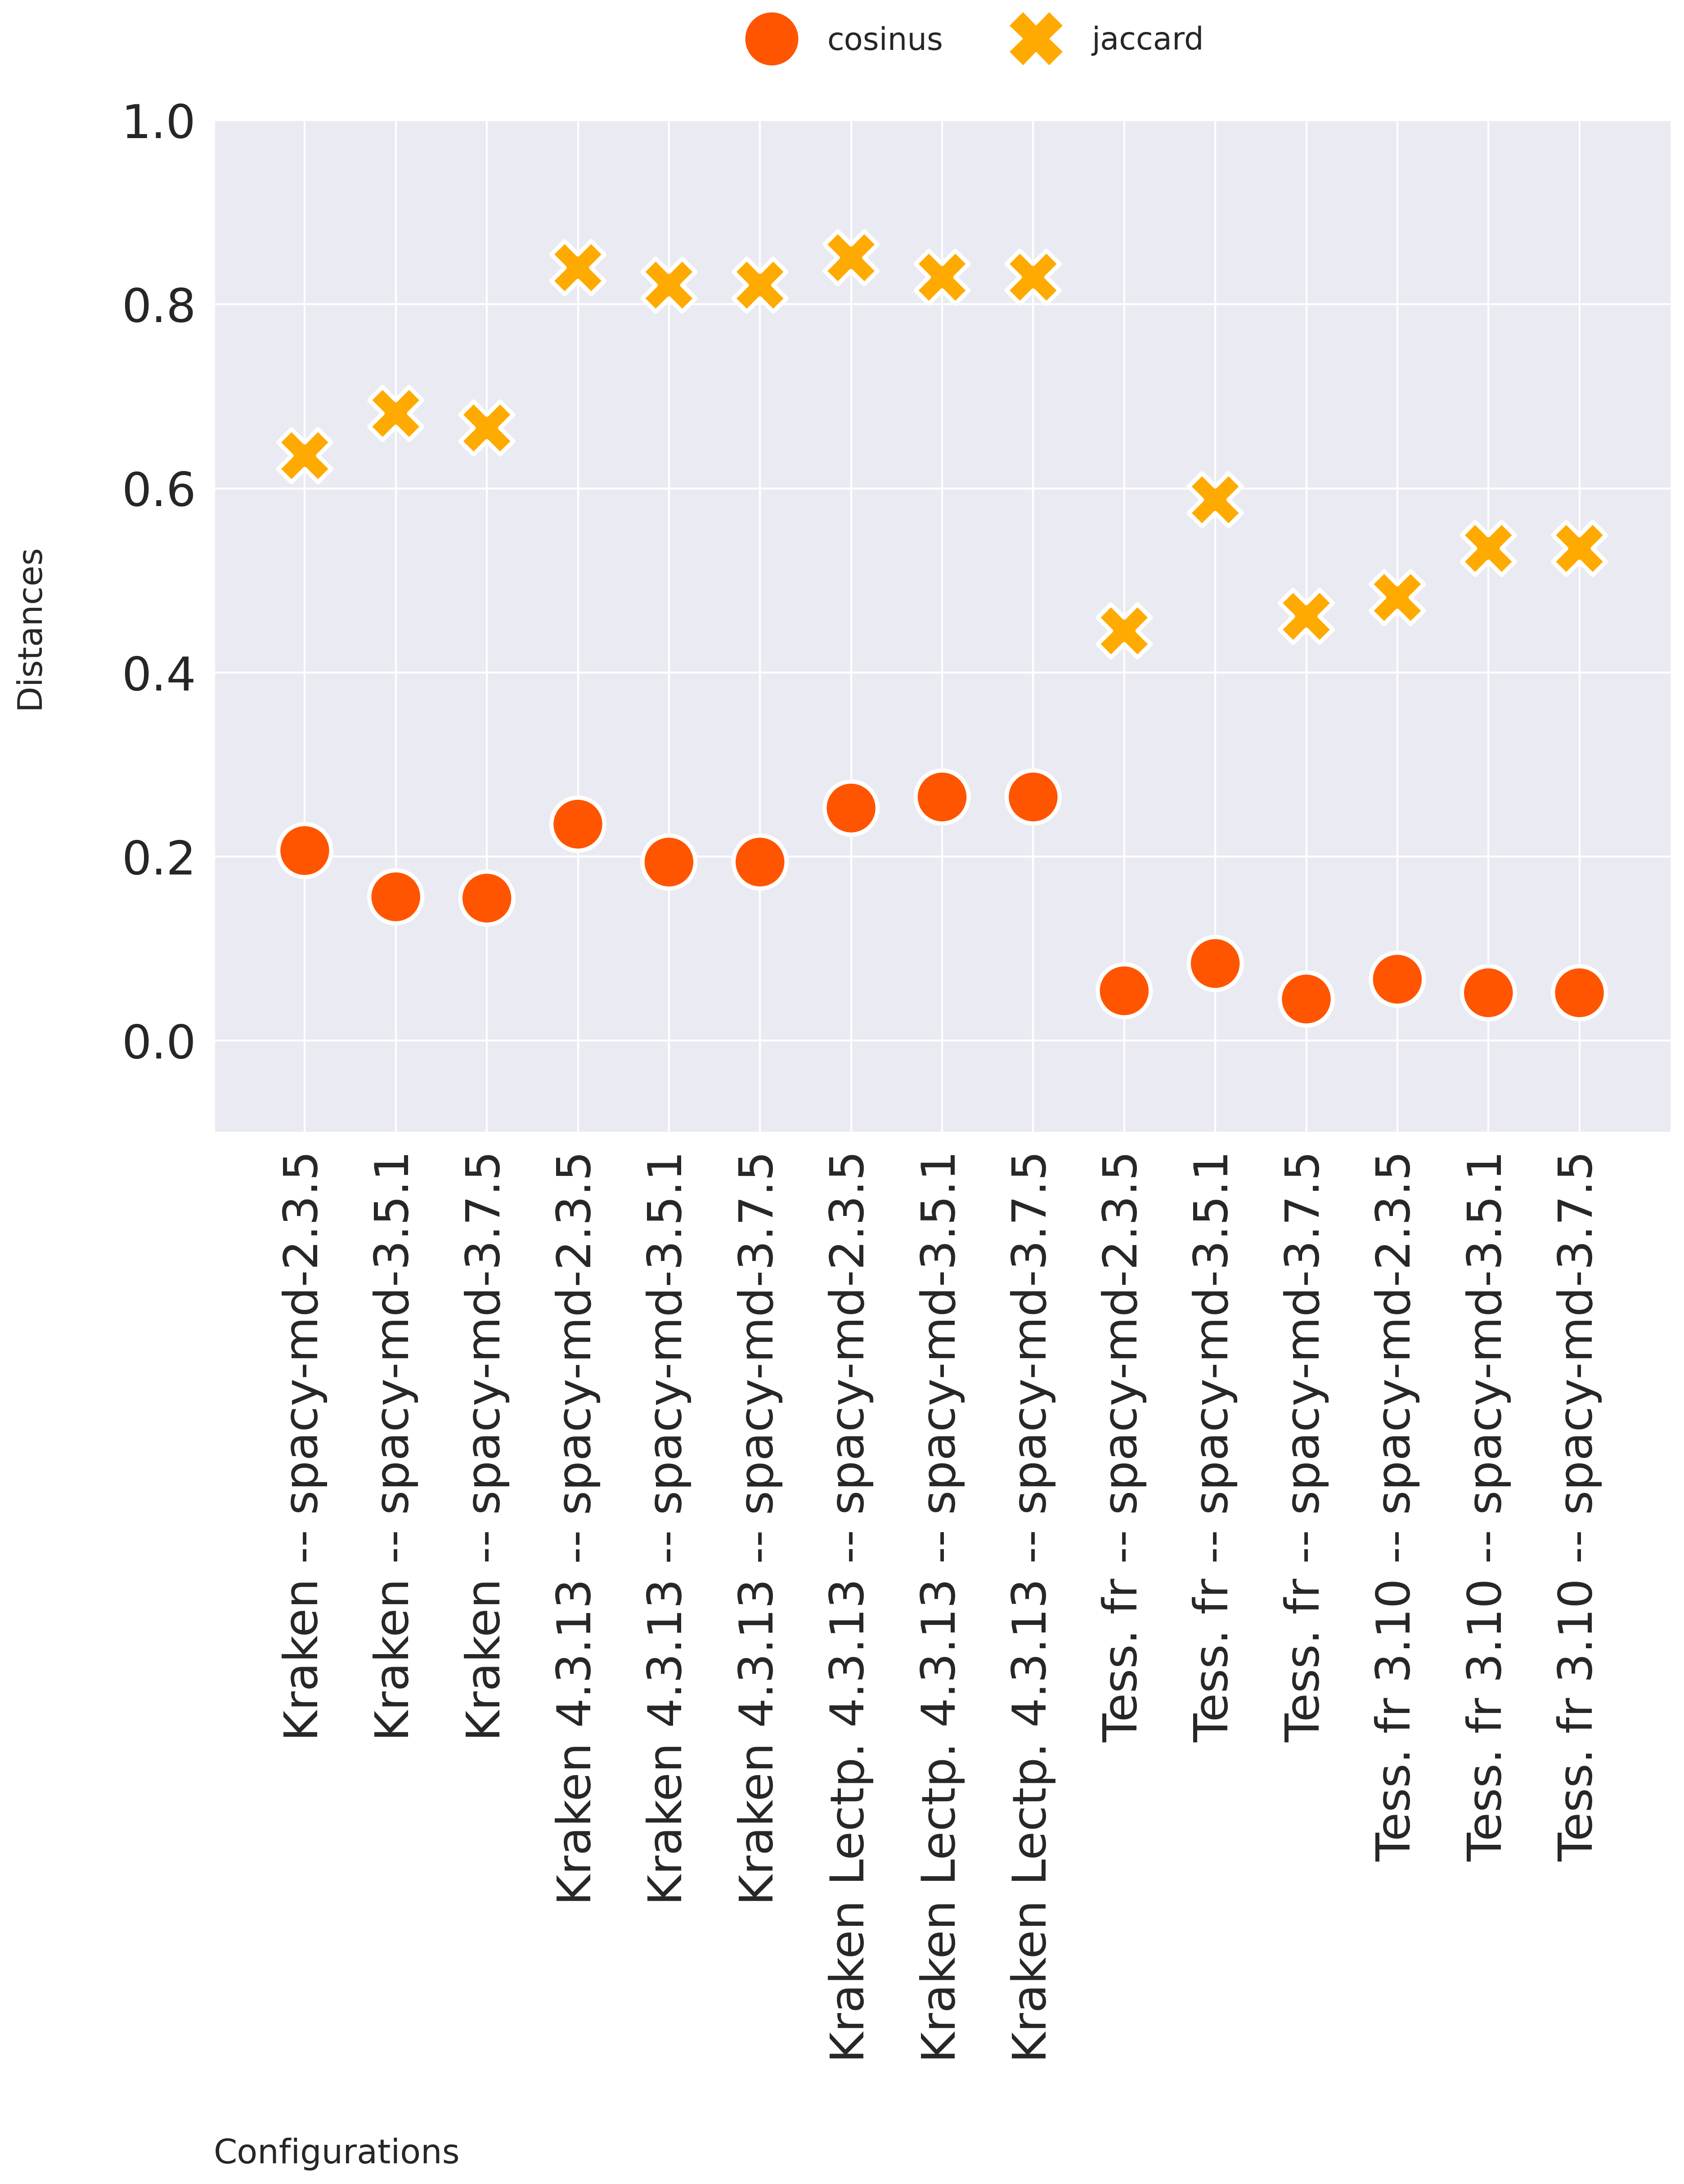 cosinus
jaccard
1.0
0.8
0.6
0.4
0.2
0.0
Distances
Kraken -- spacy-md-2.3.5
Kraken -- spacy-md-3.5.1
Kraken -- spacy-md-3.7.5
Kraken 4.3.13 -- spacy-md-2.3.5
Kraken 4.3.13 -- spacy-md-3.5.1
Kraken 4.3.13 -- spacy-md-3.7.5
Kraken Lectp. 4.3.13 -- spacy-md-2.3.5
Kraken Lectp. 4.3.13 -- spacy-md-3.5.1
Kraken Lectp. 4.3.13 -- spacy-md-3.7.5
Tess. fr -- spacy-md-2.3.5
Tess. fr -- spacy-md-3.5.1
Tess. fr -- spacy-md-3.7.5
Tess. fr 3.10 -- spacy-md-2.3.5
Tess. fr 3.10 -- spacy-md-3.5.1
Tess. fr 3.10 -- spacy-md-3.7.5
Configurations